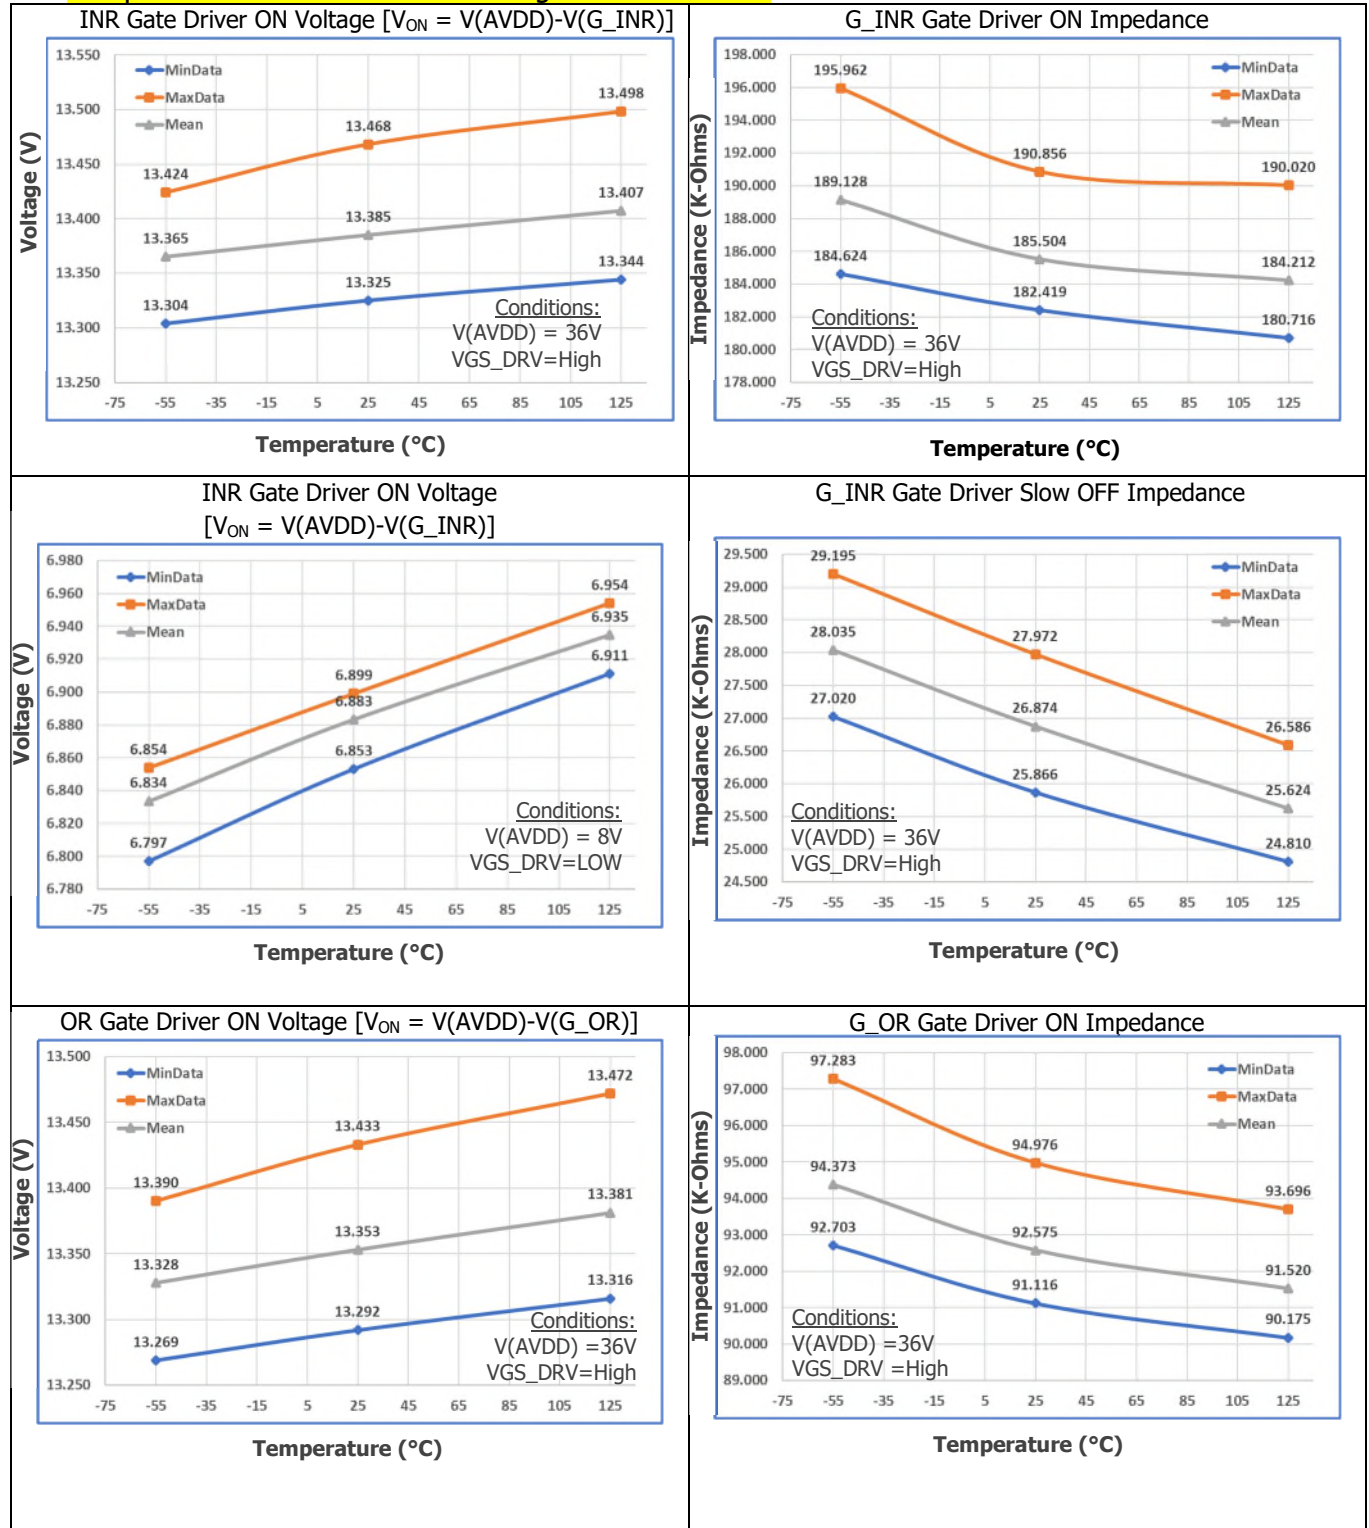 INR Gate Driver ON Voltage [VON = V(AVDD)-V(G_INR)]
13.550
13.500
13.450
13.400
13.350
13.300
13.250
Voltage (V)
MinData
MaxData
Mean
13.424
13.468
13.498
13.365
13.385
13.407
13.304
13.325
13.344
Conditions:
V(AVDD) = 36V
VGS_DRV=High
-75 -55 -35 -15 5 25 45 65 85 105 125
Temperature (°C)
G_INR Gate Driver ON Impedance
198.000
196.000
194.000
192.000
190.000
188.000
186.000
184.000
182.000
180.000
178.000
Impedance (K-Ohms)
MinData
MaxData
Mean
195.962
190.856
190.020
189.128
185.504
184.212
184.624
182.419
180.716
Conditions:
V(AVDD) = 36V
VGS_DRV=High
-75 -55 -35 -15 5 25 45 65 85 105 125
Temperature (°C)
INR Gate Driver ON Voltage
[VON = V(AVDD)-V(G_INR)]
6.980
6.960
6.940
6.920
6.900
6.880
6.860
6.840
6.820
6.800
6.780
Voltage (V)
MinData
MaxData
Mean
6.854
6.899
6.954
6.834
6.883
6.935
6.797
6.853
6.911
Conditions:
V(AVDD) = 8V
VGS_DRV=LOW
-75 -55 -35 -15 5 25 45 65 85 105 125
Temperature (°C)
G_INR Gate Driver Slow OFF Impedance
29.500
29.000
28.500
28.000
27.500
27.000
26.500
26.000
25.500
25.000
24.500
Impedance (K-Ohms)
MinData
MaxData
Mean
29.195
27.972
26.586
28.035
26.874
25.624
27.020
25.866
24.810
Conditions:
V(AVDD) = 36V
VGS_DRV=High
-75 -55 -35 -15 5 25 45 65 85 105 125
Temperature (°C)
OR Gate Driver ON Voltage [VON = V(AVDD)-V(G_OR)]
13.500
13.450
13.400
13.350
13.300
13.250
Voltage (V)
MinData
MaxData
Mean
13.390
13.433
13.472
13.328
13.353
13.381
13.269
13.292
13.316
Conditions:
V(AVDD) =36V
VGS_DRV=High
-75 -55 -35 -15 5 25 45 65 85 105 125
Temperature (°C)
G_OR Gate Driver ON Impedance
98.000
97.000
96.000
95.000
94.000
93.000
92.000
91.000
90.000
89.000
Impedance (K-Ohms)
MinData
MaxData
Mean
97.283
94.976
93.696
94.373
92.575
91.520
92.703
91.116
90.175
Conditions:
V(AVDD) =36V
VGS_DRV =High
-75 -55 -35 -15 5 25 45 65 85 105 125
Temperature (°C)